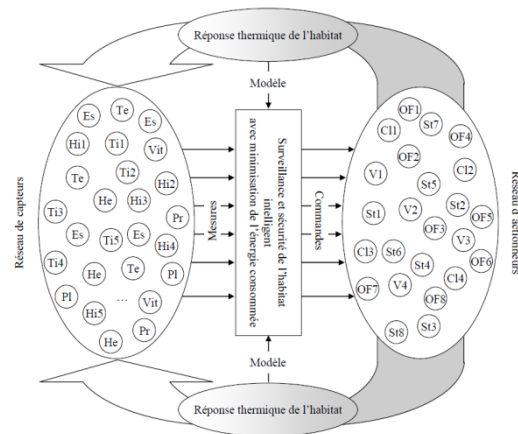 Réponse thermique de l'habitat
Modèle
Réseau de capteurs
Es
Te
Es
Hi1
Ti1
Vit
Te
Ti2
Hi2
Ti3
He
Hi3
Pr
Es
Ti5
Es
Hi4
Ti4
He
Te
Pl
Pl
Hi5
...
Vit
He
Pr
Mesures
Surveillance et sécurité de l'habitat intelligent
avec minimisation de l'énergie consommée
Commandes
OF1
Cl1
St7
OF4
OF2
V1
St5
Cl2
St1
V2
St2
OF5
OF3
V3
Cl3
St6
St4
OF6
OF7
V4
Cl4
OF8
St8
St3
Réseau d'actionneurs
Modèle
Réponse thermique de l'habitat